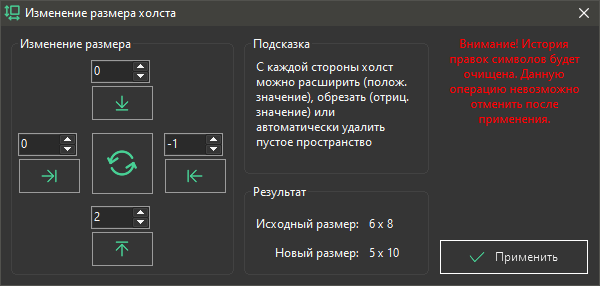 Изменение размера холста
Изменение размера
0
0
-1
2
Подсказка
С каждой стороны холст
можно расширить (полож.
значение), обрезать (отриц.
значение) или
автоматически удалить
пустое пространство
Результат
Исходный размер: 6 x 8
Новый размер: 5 x 10
Внимание! История
правок символов будет
очищена. Данную
операцию невозможно
отменить после
применения.
Применить